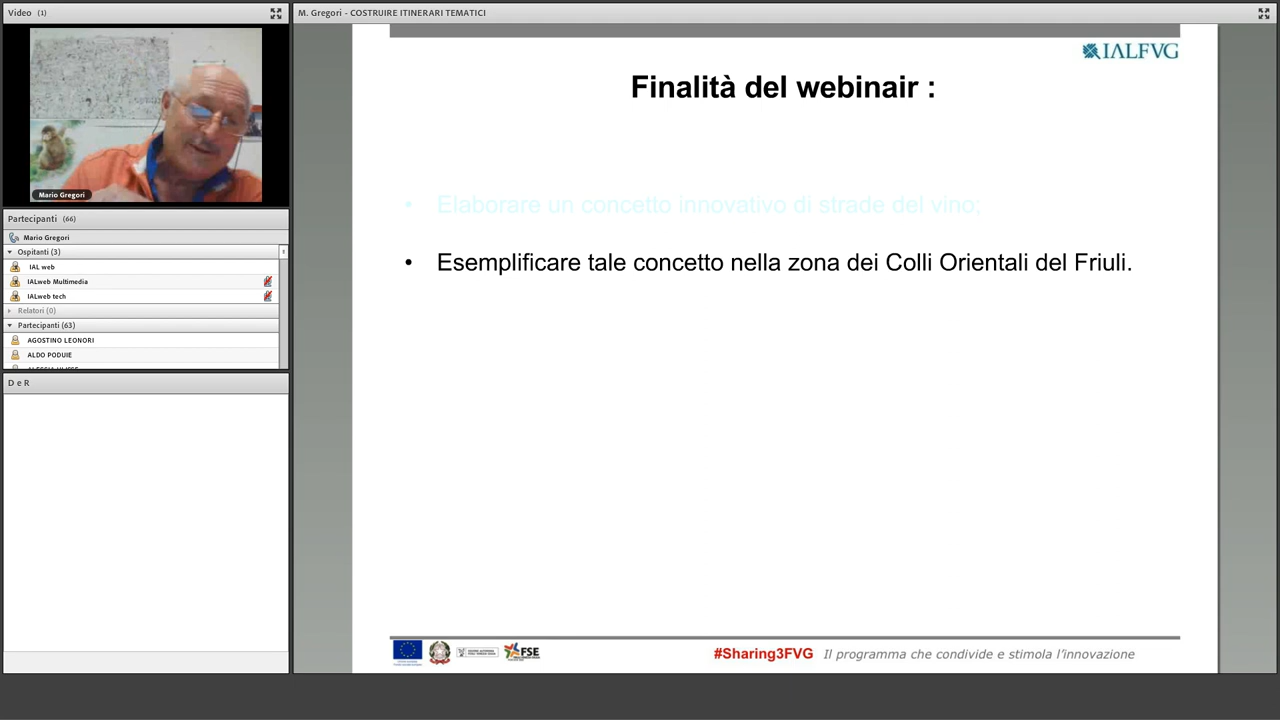 Video (1)
Mario Gregori
Partecipanti (66)
Mario Gregori
Ospitanti (3)
IAL web
IALweb Multimedia
IALweb tech
Relatori (0)
Partecipanti (63)
AGOSTINO LEONORI
ALDO PODUIE
D e R
M. Gregori - COSTRUIRE ITINERARI TEMATICI
IALFVG
Finalità del webinair :
• Elaborare un concetto innovativo di strade del vino;
• Esemplificare tale concetto nella zona dei Colli Orientali del Friuli.
FSE
#Sharing3FVG Il programma che condivide e stimola l'innovazione